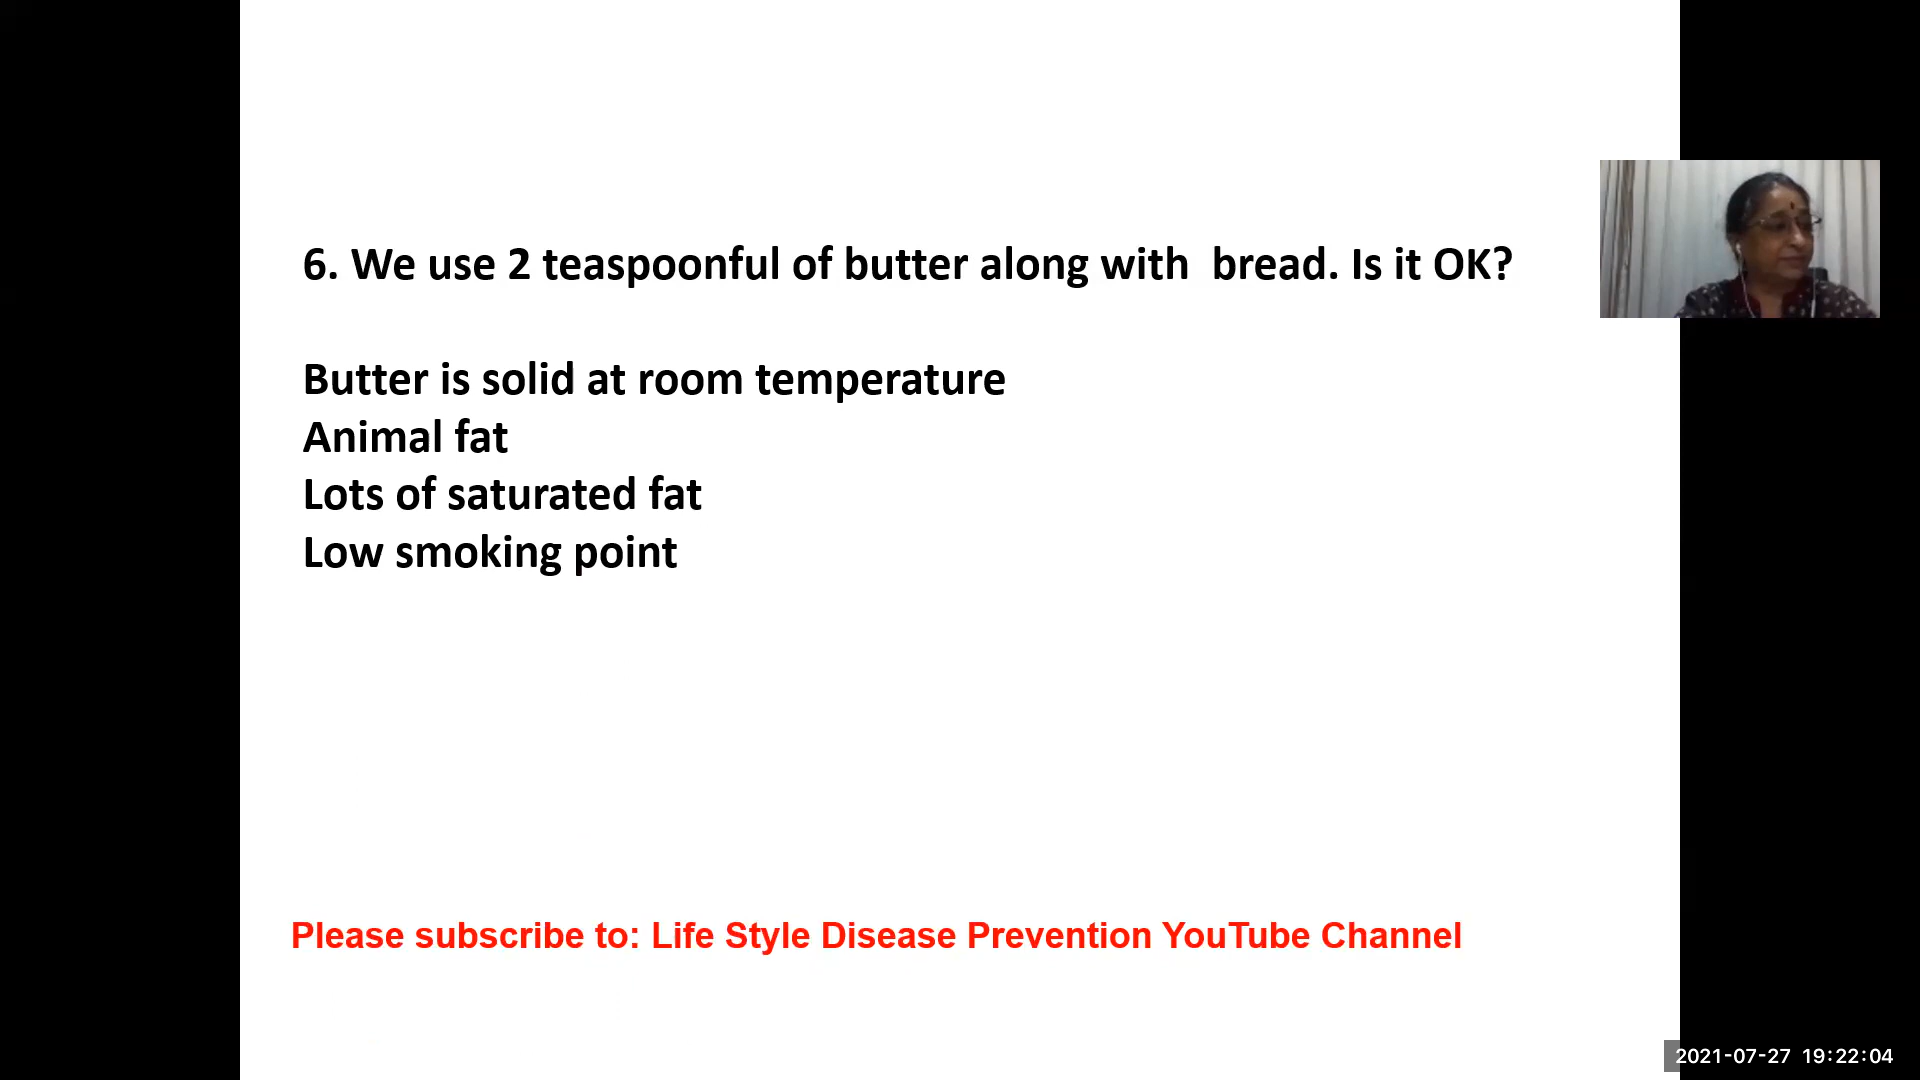 6. We use 2 teaspoonful of butter along with  bread. Is it OK?
Butter is solid at room temperature
Animal fat
Lots of saturated fat
Low smoking point
Please subscribe to: Life Style Disease Prevention YouTube Channel
2021-07-27 19:22:04